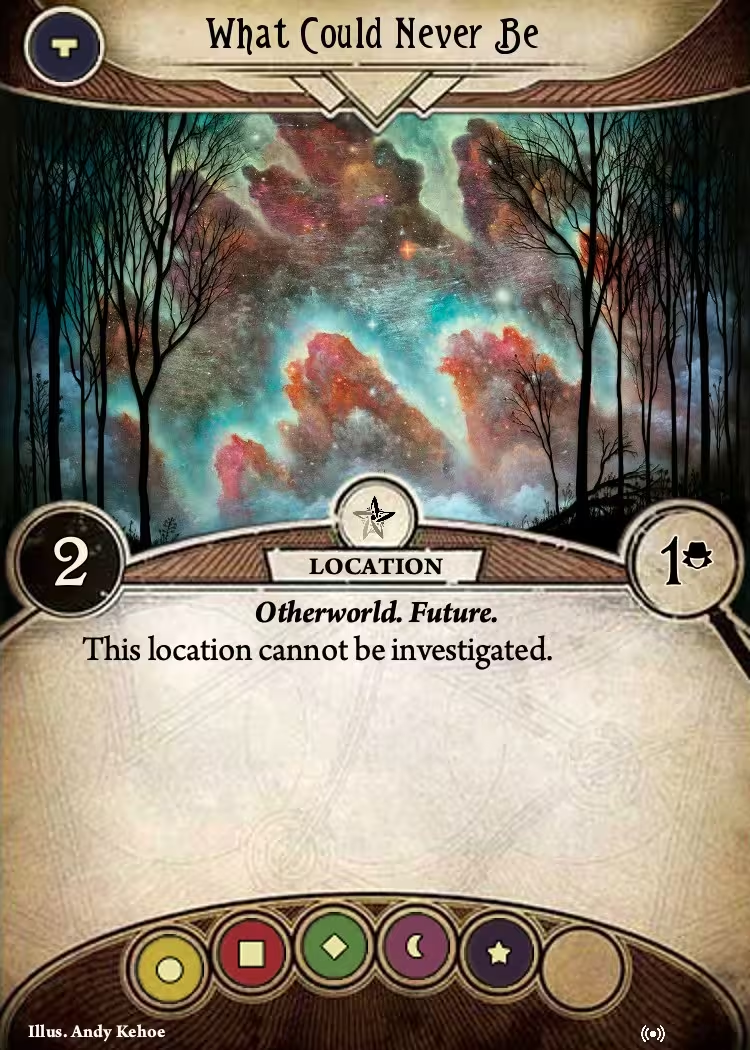 What Could Never Be
2
1
LOCATION
Otherworld. Future.
This location cannot be investigated.
Illus. Andy Kehoe